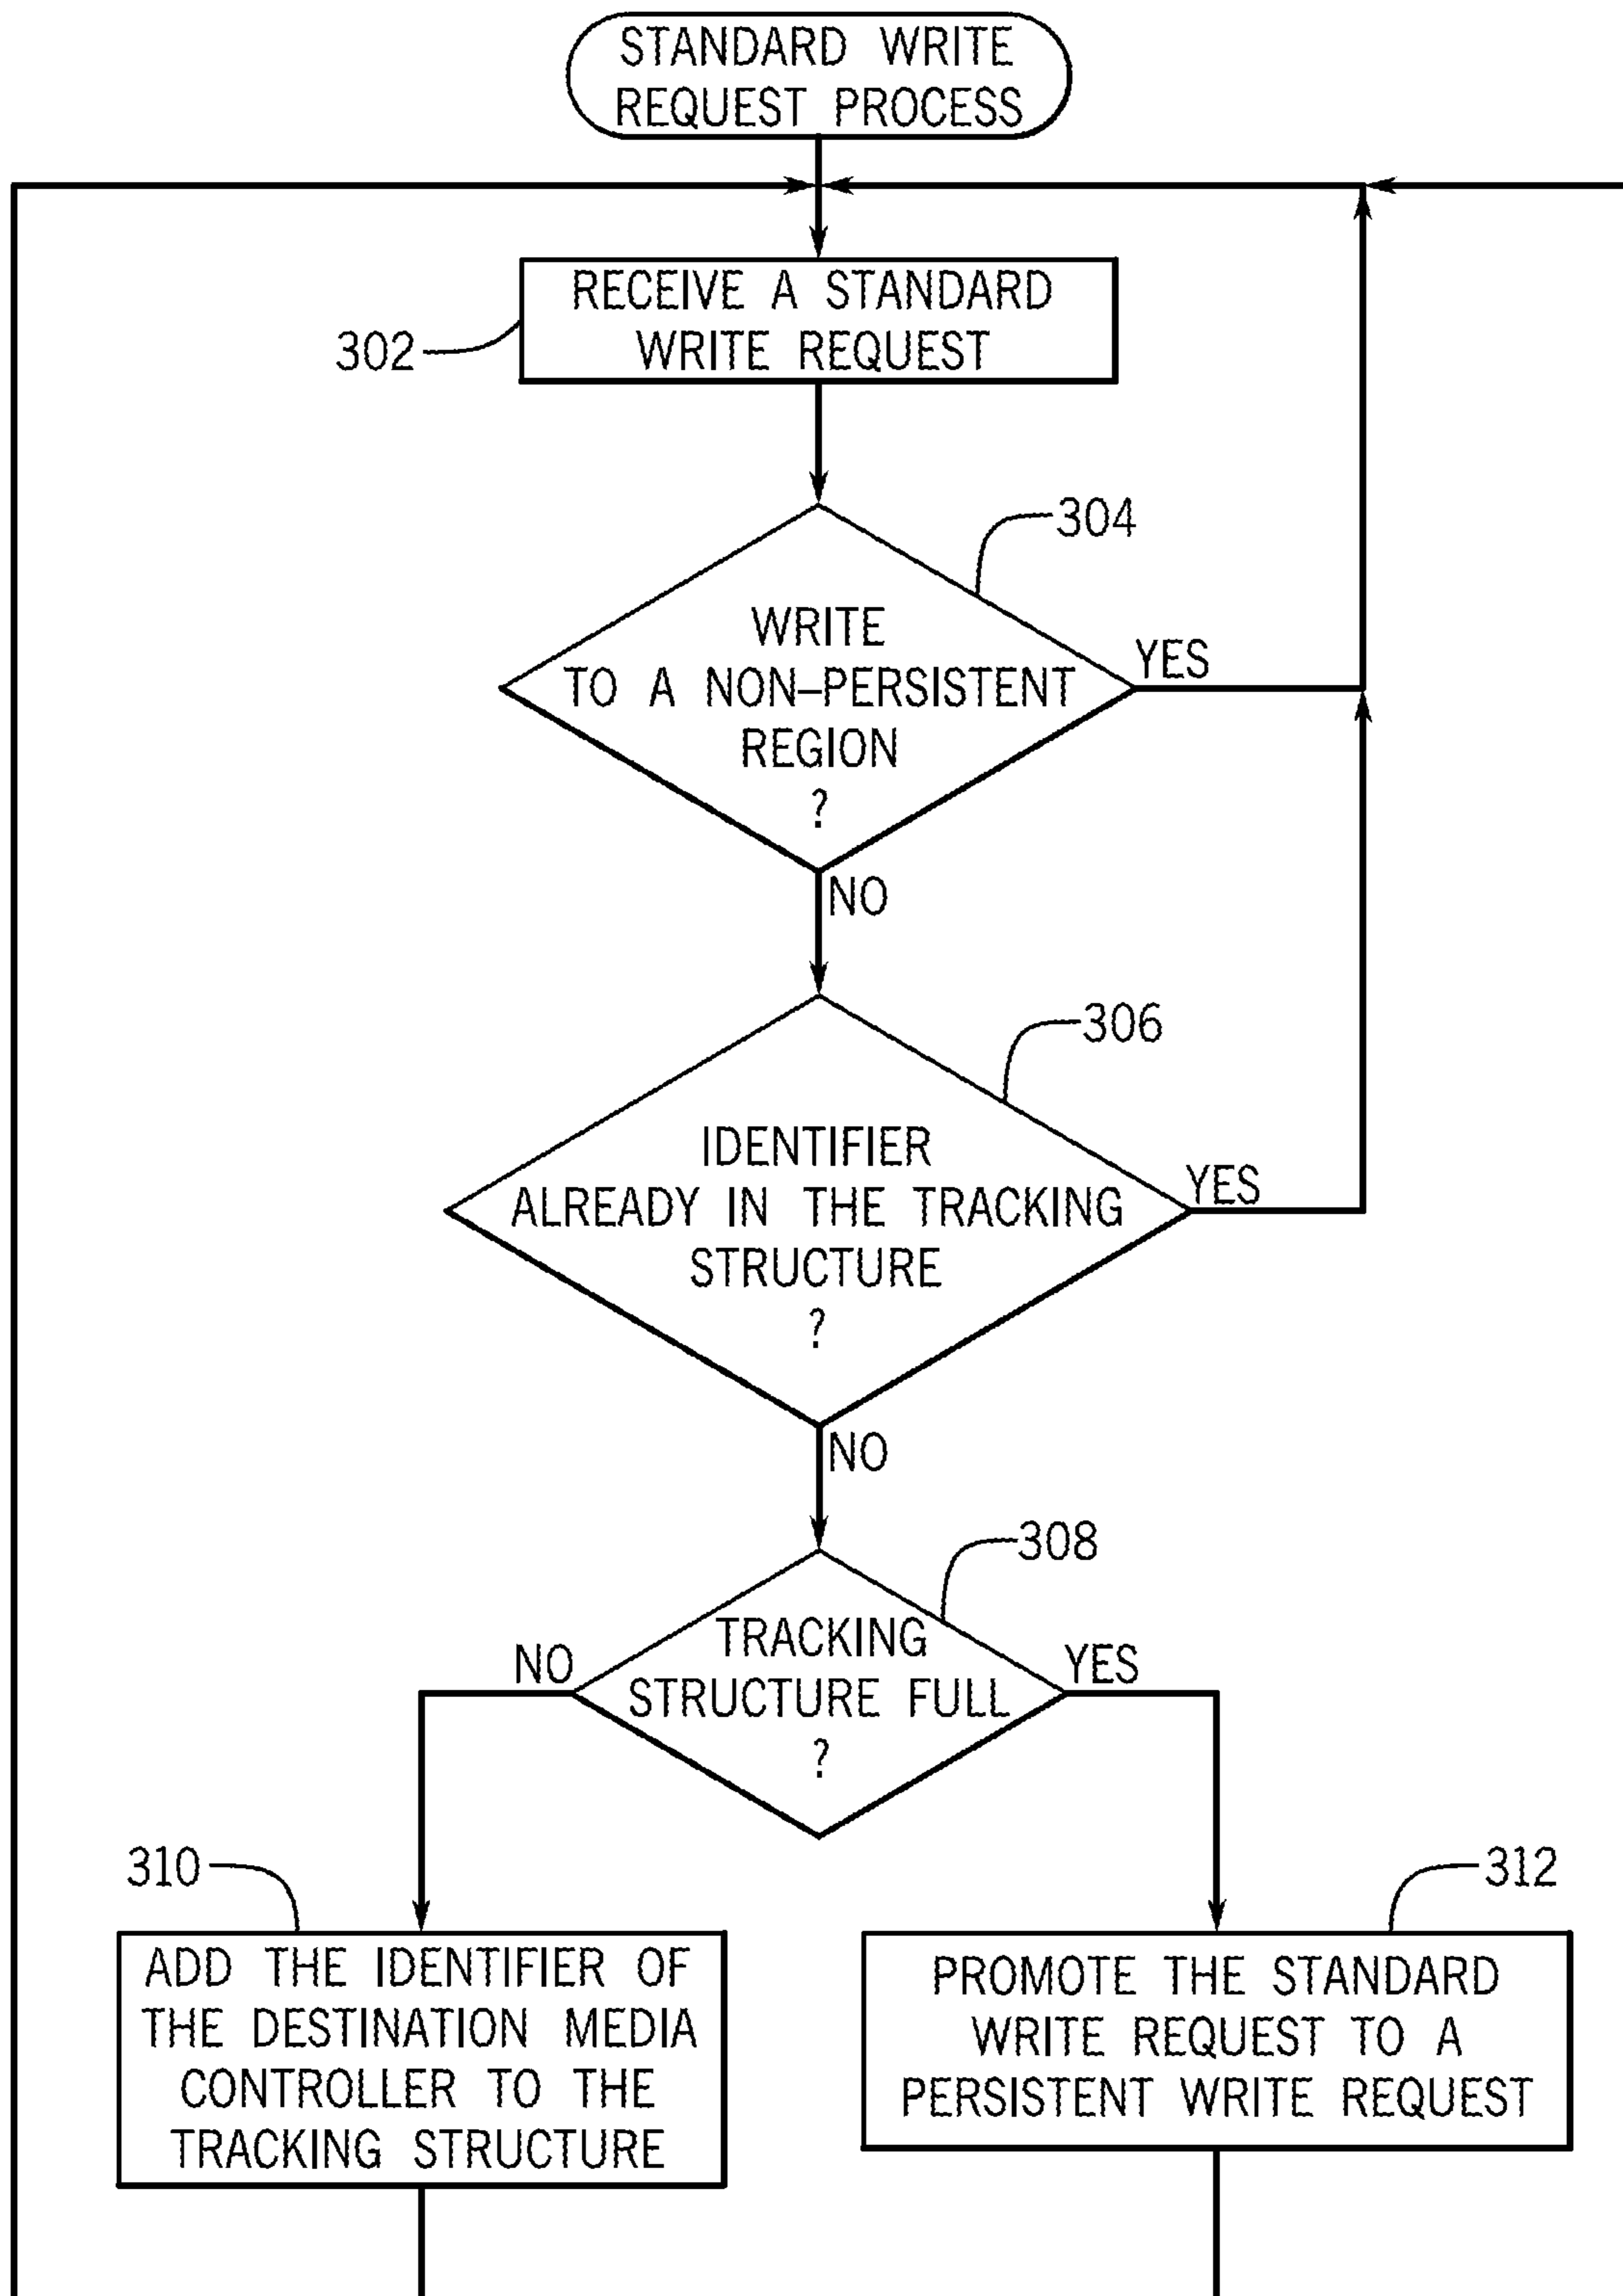 STANDARD WRITE
REQUEST PROCESS
RECEIVE A STANDARD
WRITE REQUEST
302
304
WRITE
TO A NON-PERSISTENT
REGION
?
YES
NO
306
IDENTIFIER
ALREADY IN THE TRACKING
STRUCTURE
?
YES
NO
308
TRACKING
STRUCTURE FULL
?
NO
YES
310
312
ADD THE IDENTIFIER OF
THE DESTINATION MEDIA
CONTROLLER TO THE
TRACKING STRUCTURE
PROMOTE THE STANDARD
WRITE REQUEST TO A
PERSISTENT WRITE REQUEST